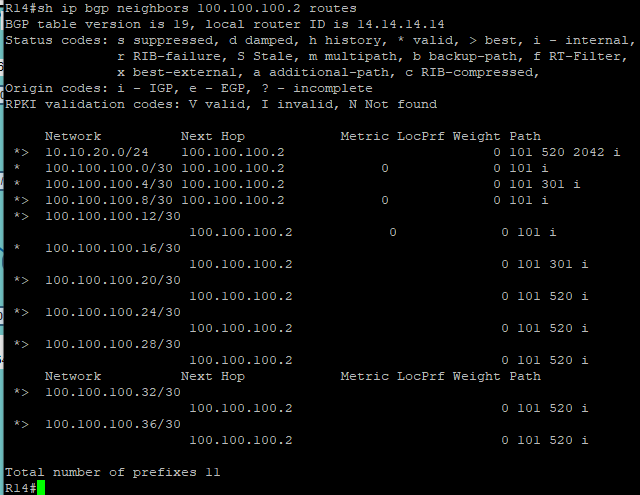 R14#sh ip bgp neighbors 100.100.100.2 routes
BGP table version is 19, local router ID is 14.14.14.14
Status codes: s suppressed, d damped, h history, * valid, > best, i - internal,
              r RIB-failure, S Stale, m multipath, b backup-path, f RT-Filter,
              x best-external, a additional-path, c RIB-compressed,
Origin codes: i - IGP, e - EGP, ? - incomplete
RPKI validation codes: V valid, I invalid, N Not found

     Network          Next Hop            Metric LocPrf Weight Path
 *>  10.10.20.0/24    100.100.100.2                          0 101 520 2042 i
 *   100.100.100.0/30 100.100.100.2            0             0 101 i
 *   100.100.100.4/30 100.100.100.2                          0 101 301 i
 *>  100.100.100.8/30 100.100.100.2            0             0 101 i
 *>  100.100.100.12/30
                       100.100.100.2            0             0 101 i
 *   100.100.100.16/30
                       100.100.100.2                          0 101 301 i
 *>  100.100.100.20/30
                       100.100.100.2                          0 101 520 i
 *>  100.100.100.24/30
                       100.100.100.2                          0 101 520 i
 *>  100.100.100.28/30
                       100.100.100.2                          0 101 520 i
     Network          Next Hop            Metric LocPrf Weight Path
 *>  100.100.100.32/30
                       100.100.100.2                          0 101 520 i
 *>  100.100.100.36/30
                       100.100.100.2                          0 101 520 i

Total number of prefixes 11
R14#